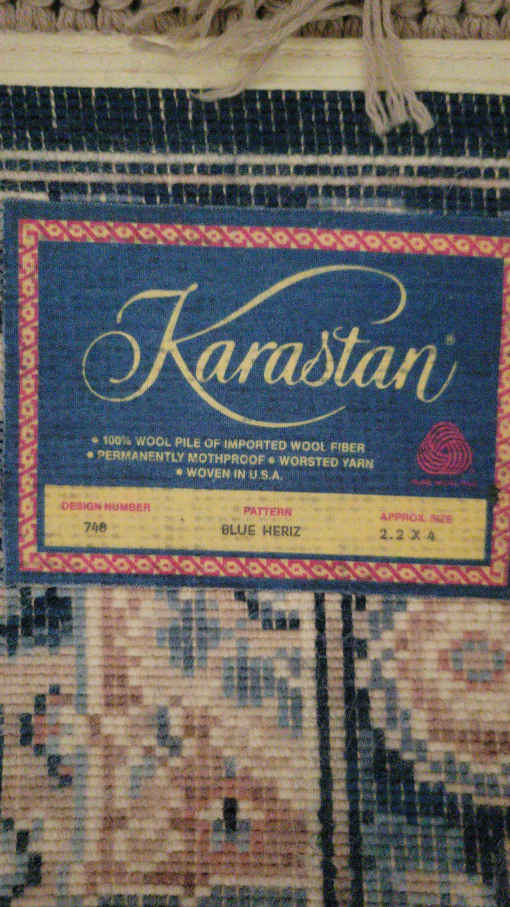 Karastan®
• 100% WOOL PILE OF IMPORTED WOOL FIBER
• PERMANENTLY MOTHPROOF • WORSTED YARN
• WOVEN IN U.S.A.
DESIGN NUMBER PATTERN APPROX. SIZE
748 BLUE HERIZ 2.2 X 4